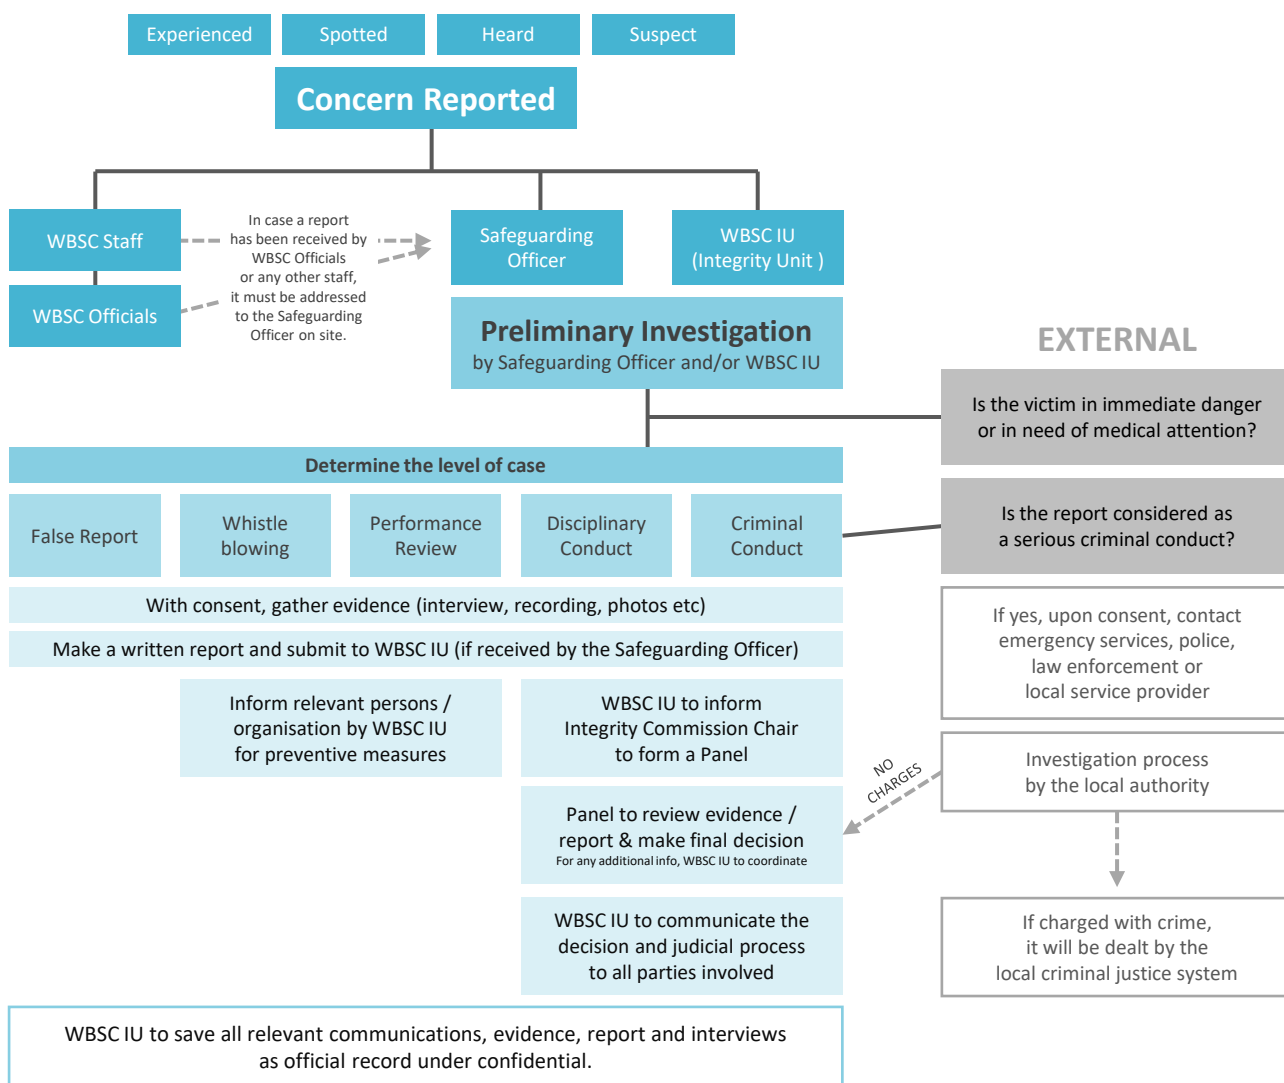 Experienced
Spotted
Heard
Suspect
Concern Reported
WBSC Staff
WBSC Officials
In case a report
has been received by
WBSC Officials
or any other staff,
it must be addressed
to the Safeguarding
Officer on site.
Safeguarding
Officer
WBSC IU
(Integrity Unit )
Preliminary Investigation
by Safeguarding Officer and/or WBSC IU
EXTERNAL
Is the victim in immediate danger
or in need of medical attention?
Determine the level of case
False Report
Whistle
blowing
Performance
Review
Disciplinary
Conduct
Criminal
Conduct
Is the report considered as
a serious criminal conduct?
With consent, gather evidence (interview, recording, photos etc)
Make a written report and submit to WBSC IU (if received by the Safeguarding Officer)
If yes, upon consent, contact
emergency services, police,
law enforcement or
local service provider
Inform relevant persons /
organisation by WBSC IU
for preventive measures
WBSC IU to inform
Integrity Commission Chair
to form a Panel
NO
CHARGES
Investigation process
by the local authority
Panel to review evidence /
report & make final decision
For any additional info, WBSC IU to coordinate
WBSC IU to communicate the
decision and judicial process
to all parties involved
If charged with crime,
it will be dealt by the
local criminal justice system
WBSC IU to save all relevant communications, evidence, report and interviews
as official record under confidential.